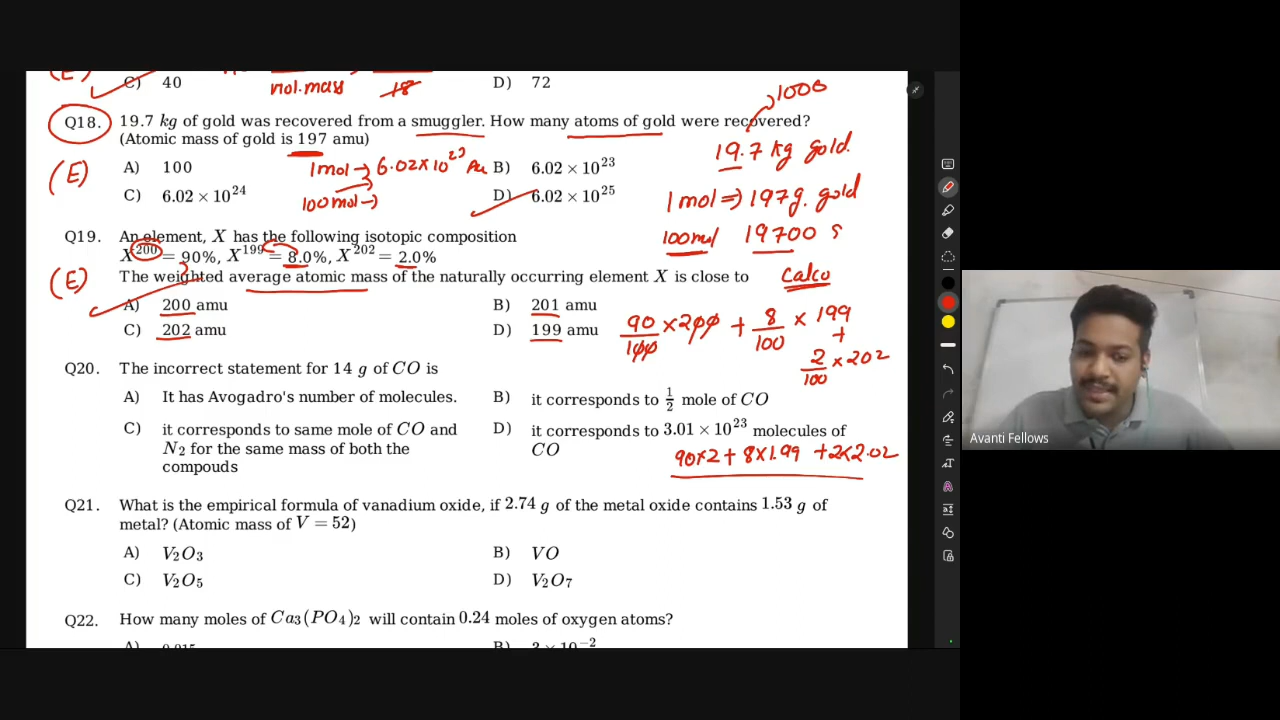 (E)
C) 40
mol.mass
18
D) 72
1000
Q18. 19.7 kg of gold was recovered from a smuggler. How many atoms of gold were recovered?
(Atomic mass of gold is 197 amu)
19.7 kg gold.
(E)
A) 100
1 mol → 6.02×10²³ Au
B) 6.02 × 10²³
1 mol ⇒ 197 g. gold
C) 6.02 × 10²⁴
100 mol →
D) 6.02 × 10²⁵
100 mol 19700 g
Q19. An element, X has the following isotopic composition
X²⁰⁰ = 90%, X¹⁹⁹ = 8.0%, X²⁰² = 2.0%
(E)
The weighted average atomic mass of the naturally occurring element X is close to
Calcu
A) 200 amu B) 201 amu
C) 202 amu D) 199 amu
90/100 × 200 + 8/100 × 199
+
2/100 × 202
Q20. The incorrect statement for 14 g of CO is
A) It has Avogadro's number of molecules. B) it corresponds to 1/2 mole of CO
C) it corresponds to same mole of CO and D) it corresponds to 3.01 × 10²³ molecules of
N₂ for the same mass of both the CO
compouds
90×2 + 8×1.99 + 2×2.02
Q21. What is the empirical formula of vanadium oxide, if 2.74 g of the metal oxide contains 1.53 g of
metal? (Atomic mass of V = 52)
A) V₂O₃ B) VO
C) V₂O₅ D) V₂O₇
Q22. How many moles of Ca₃(PO₄)₂ will contain 0.24 moles of oxygen atoms?
Avanti Fellows